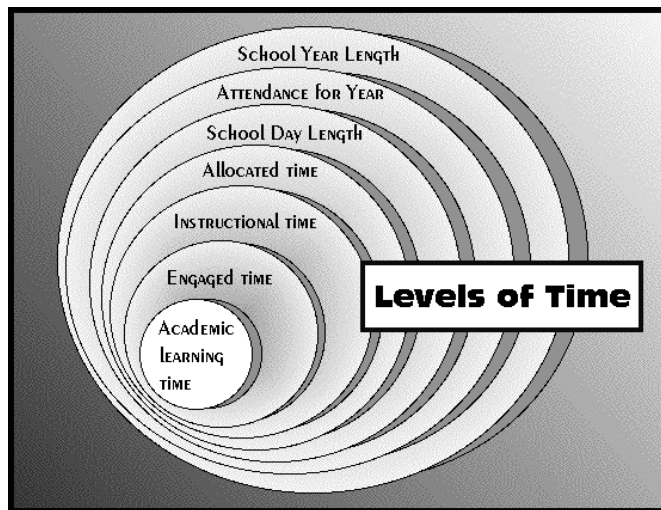 School Year Length
Attendance for Year
School Day Length
Allocated time
Instructional time
Engaged time
Levels of Time
Academic
learning
time